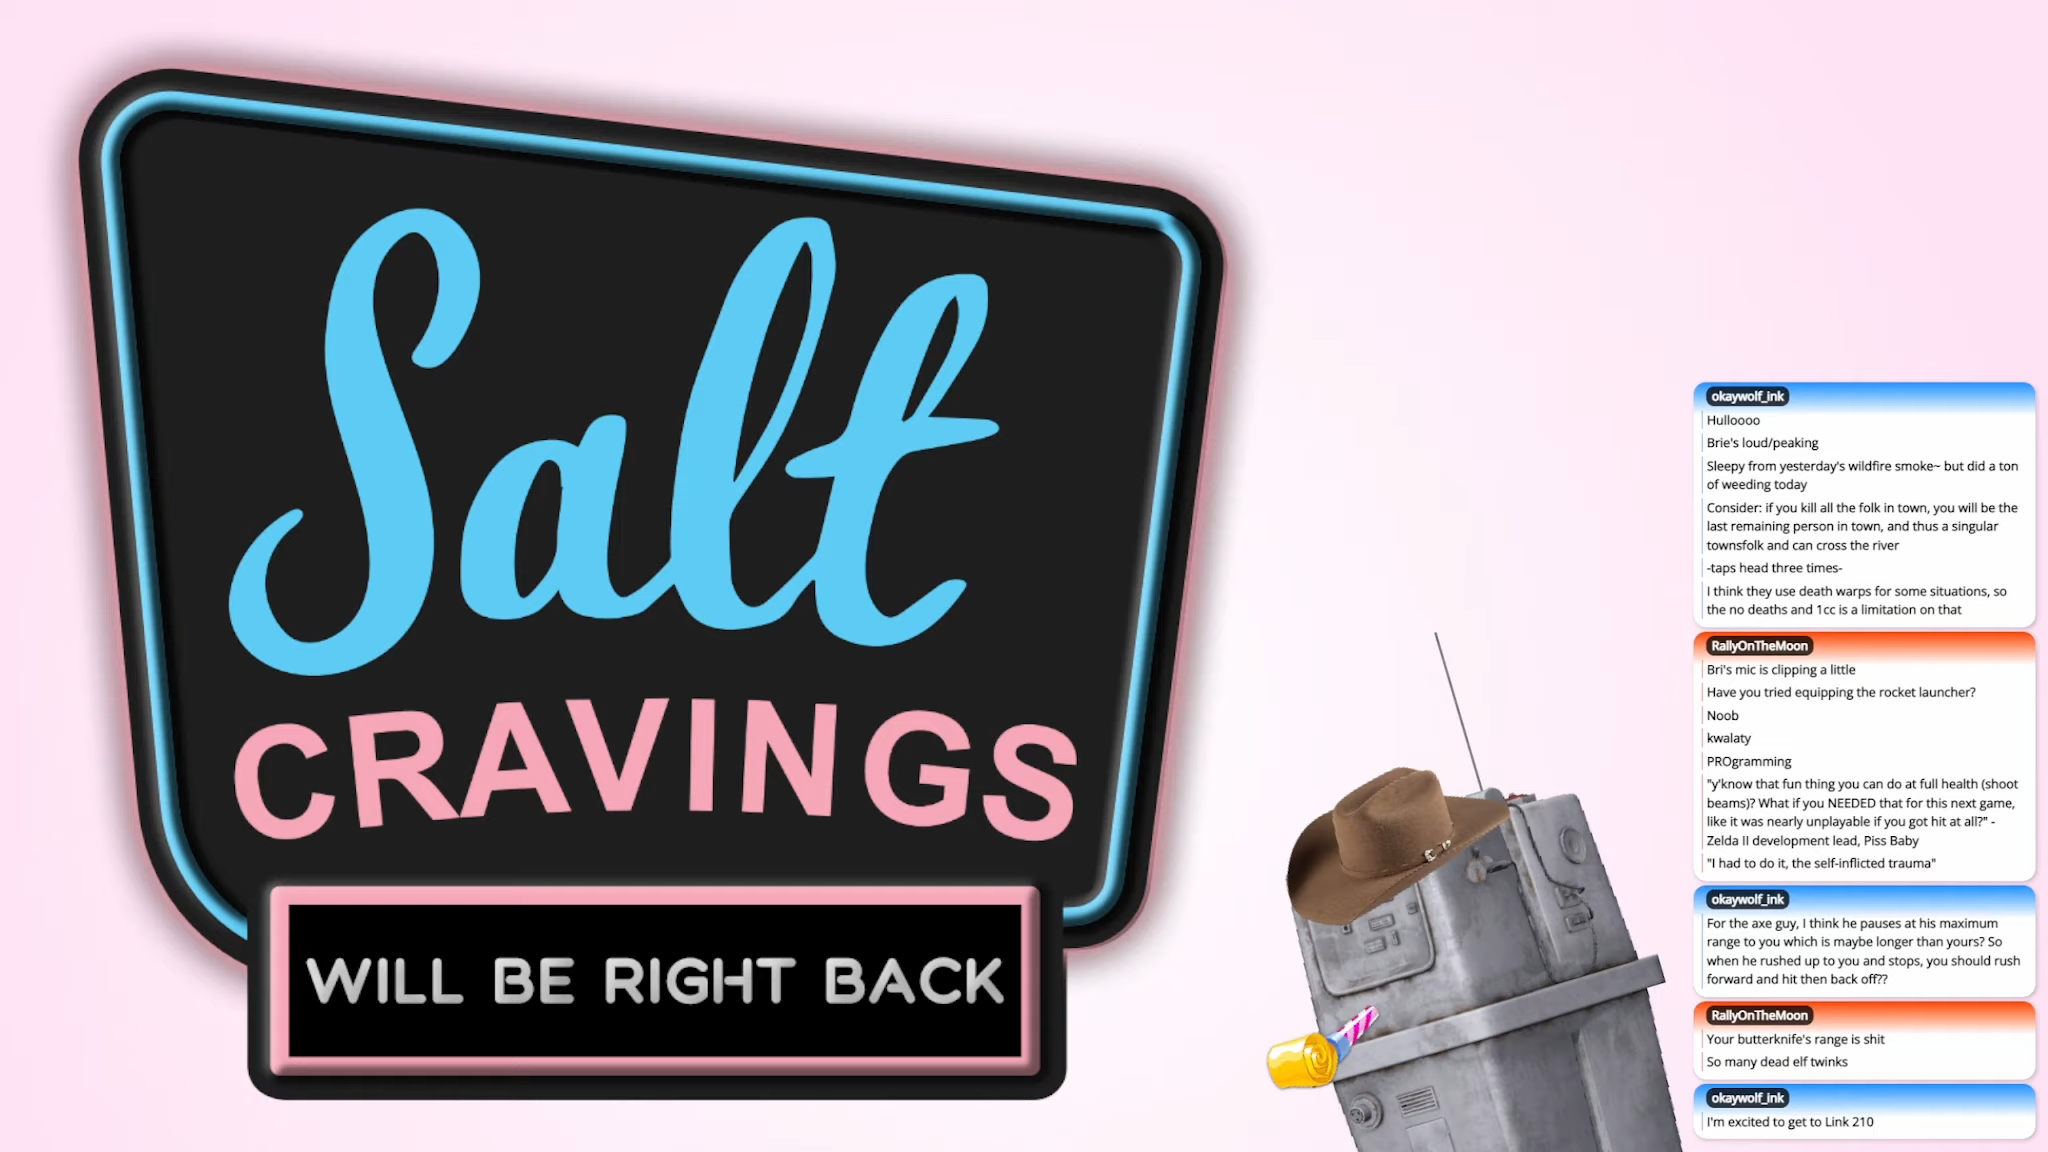 Salt
CRAVINGS
WILL BE RIGHT BACK
okaywolf_ink
Hulloooo
Brie's loud/peaking
Sleepy from yesterday's wildfire smoke~ but did a ton
of weeding today
Consider: if you kill all the folk in town, you will be the
last remaining person in town, and thus a singular
townsfolk and can cross the river
-taps head three times-
I think they use death warps for some situations, so
the no deaths and 1cc is a limitation on that
RallyOnTheMoon
Bri's mic is clipping a little
Have you tried equipping the rocket launcher?
Noob
kwalaty
PROgramming
"y'know that fun thing you can do at full health (shoot
beams)? What if you NEEDED that for this next game,
like it was nearly unplayable if you got hit at all?" -
Zelda II development lead, Piss Baby
"I had to do it, the self-inflicted trauma"
okaywolf_ink
For the axe guy, I think he pauses at his maximum
range to you which is maybe longer than yours? So
when he rushed up to you and stops, you should rush
forward and hit then back off??
RallyOnTheMoon
Your butterknife's range is shit
So many dead elf twinks
okaywolf_ink
I'm excited to get to Link 210